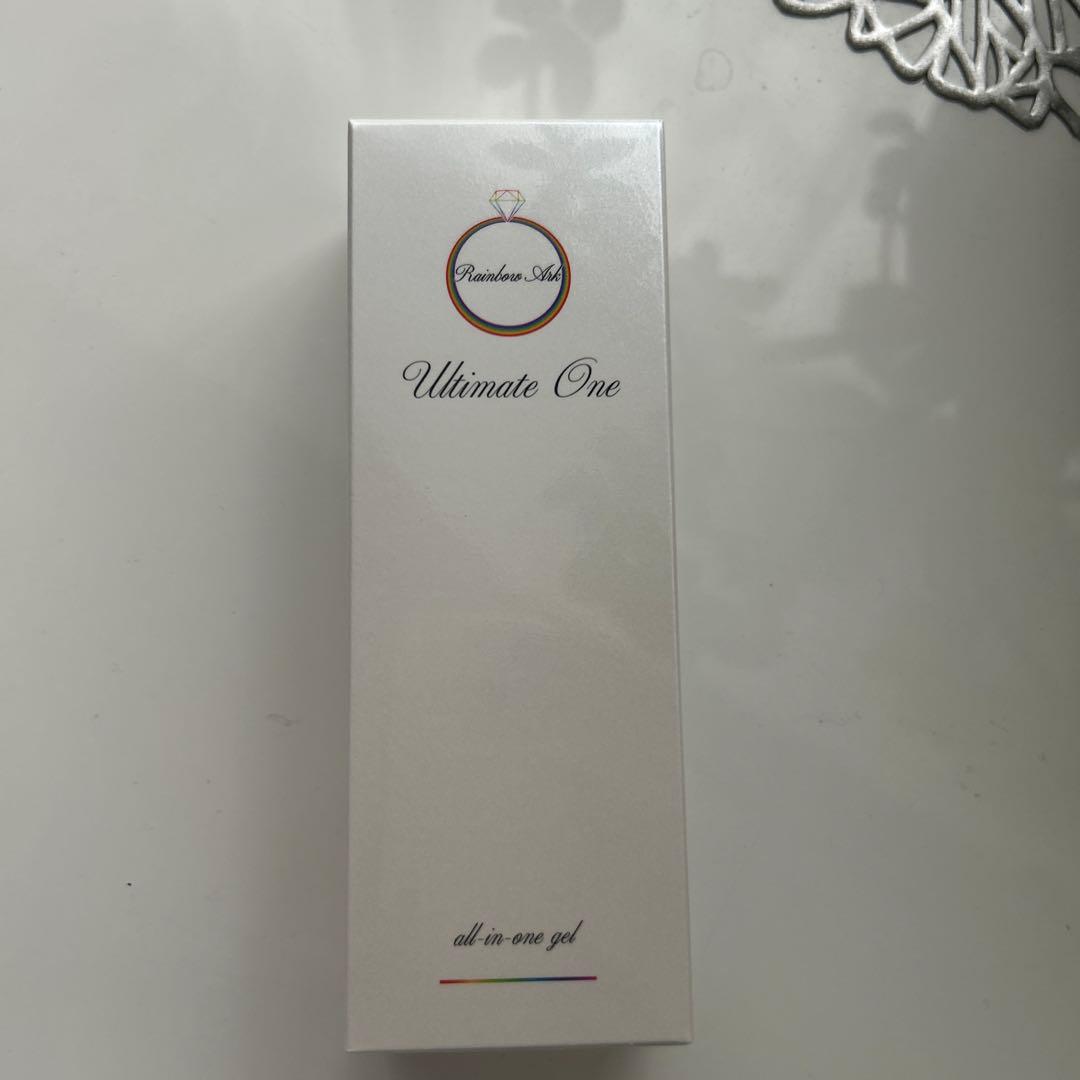 Rainbow Ark
Ultimate One
all-in-one gel